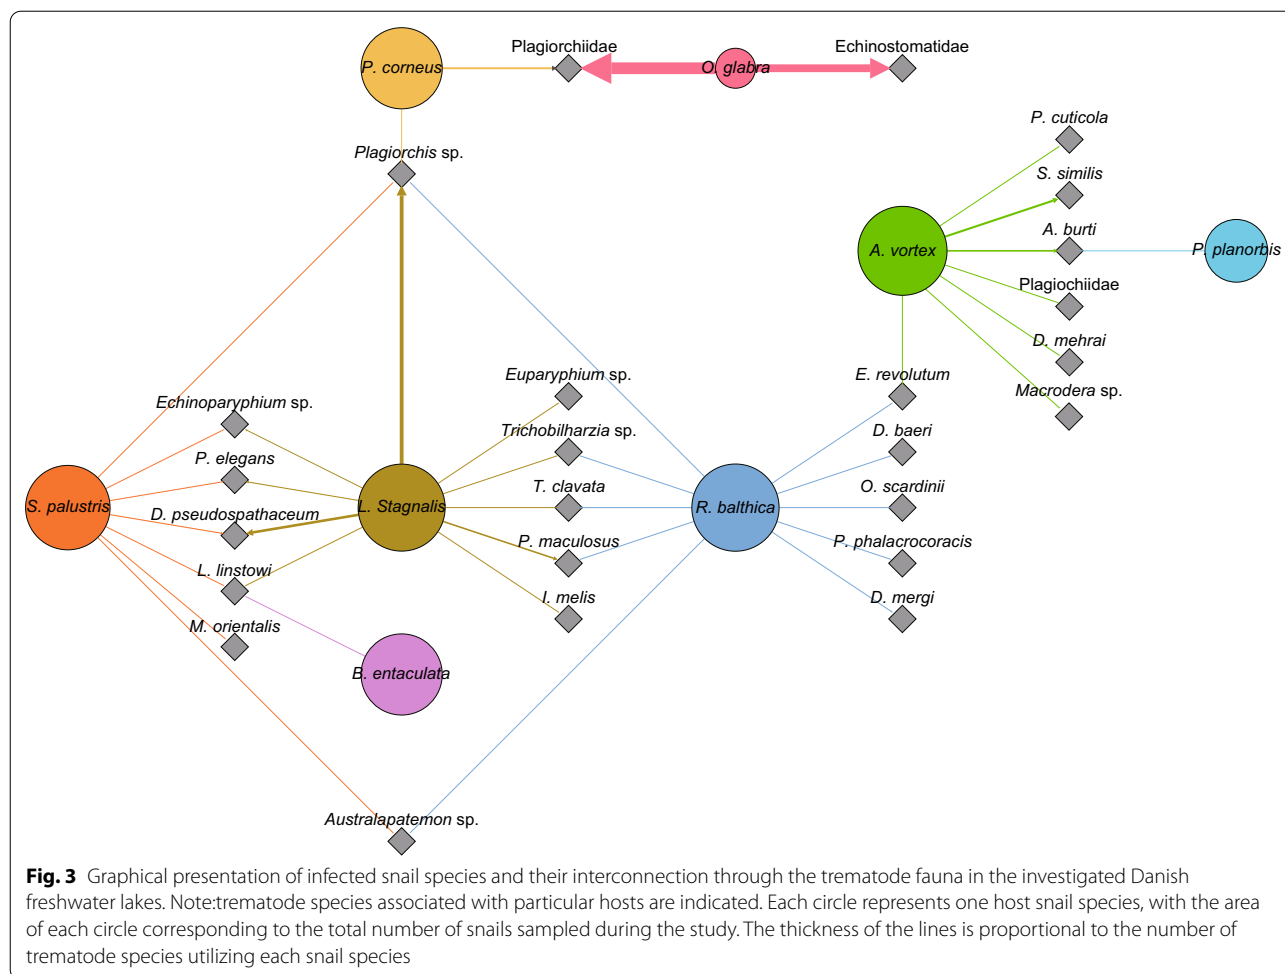 Plagiorchiidae
Echinostomatidae
P. corneus
O. glabra
P. cuticola
Plagiorchis sp.
S. similis
A. burti
A. vortex
P. planorbis
Plagiochiidae
D. mehrai
Euparyphium sp.
E. revolutum
Macrodera sp.
Echinoparyphium sp.
Trichobilharzia sp.
D. baeri
P. elegans
T. clavata
O. scardinii
S. palustris
L. Stagnalis
R. balthica
D. pseudospathaceum
P. maculosus
P. phalacrocoracis
L. linstowi
I. melis
D. mergi
M. orientalis
B. entaculata
Australapatemon sp.
Fig. 3 Graphical presentation of infected snail species and their interconnection through the trematode fauna in the investigated Danish
freshwater lakes. Note:trematode species associated with particular hosts are indicated. Each circle represents one host snail species, with the area
of each circle corresponding to the total number of snails sampled during the study. The thickness of the lines is proportional to the number of
trematode species utilizing each snail species